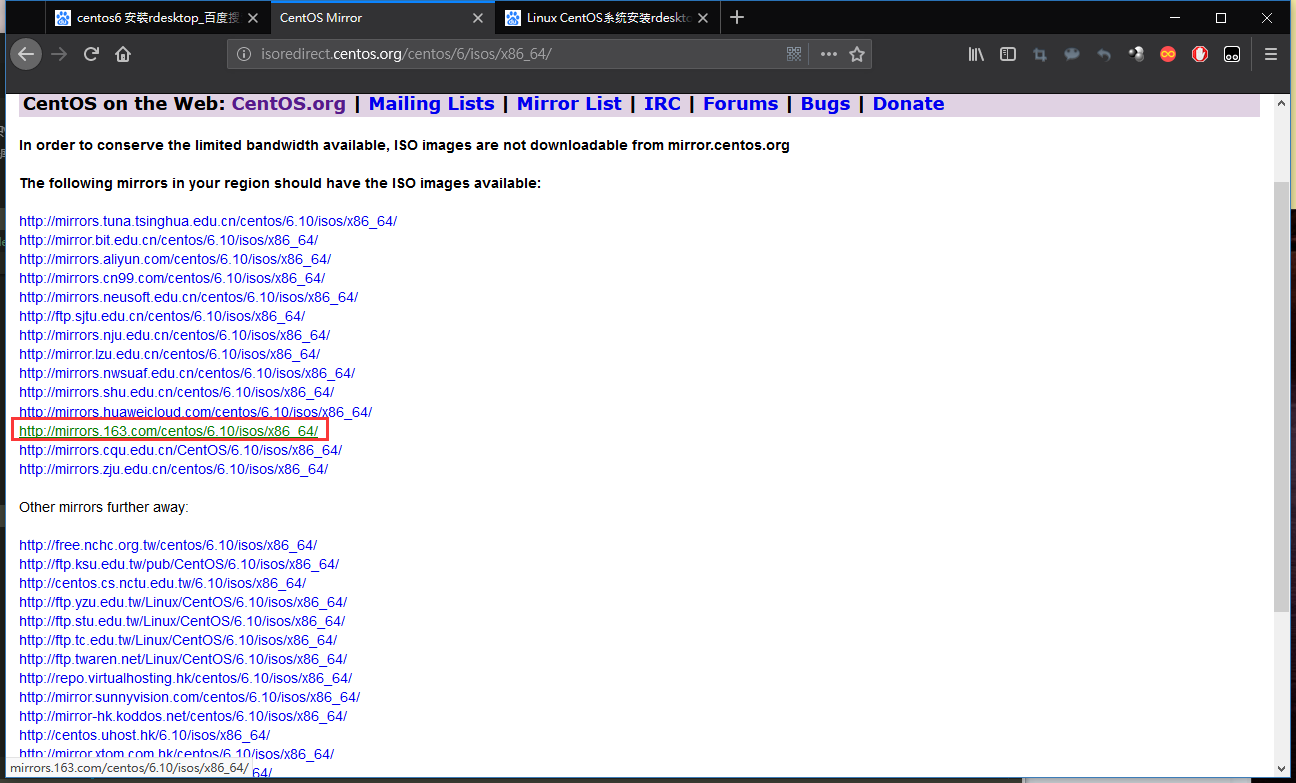 centos6 安裝rdesktop_百度搜
CentOS Mirror
Linux CentOS系统安装rdeskto
isoredirect.centos.org/centos/6/isos/x86_64/
CentOS on the Web: CentOS.org | Mailing Lists | Mirror List | IRC | Forums | Bugs | Donate
In order to conserve the limited bandwidth available, ISO images are not downloadable from mirror.centos.org
The following mirrors in your region should have the ISO images available:
http://mirrors.tuna.tsinghua.edu.cn/centos/6.10/isos/x86_64/
http://mirror.bit.edu.cn/centos/6.10/isos/x86_64/
http://mirrors.aliyun.com/centos/6.10/isos/x86_64/
http://mirrors.cn99.com/centos/6.10/isos/x86_64/
http://mirrors.neusoft.edu.cn/centos/6.10/isos/x86_64/
http://ftp.sjtu.edu.cn/centos/6.10/isos/x86_64/
http://mirrors.nju.edu.cn/centos/6.10/isos/x86_64/
http://mirror.lzu.edu.cn/centos/6.10/isos/x86_64/
http://mirrors.nwsuaf.edu.cn/centos/6.10/isos/x86_64/
http://mirrors.shu.edu.cn/centos/6.10/isos/x86_64/
http://mirrors.huaweicloud.com/centos/6.10/isos/x86_64/
http://mirrors.163.com/centos/6.10/isos/x86_64/
http://mirrors.cqu.edu.cn/CentOS/6.10/isos/x86_64/
http://mirrors.zju.edu.cn/centos/6.10/isos/x86_64/
Other mirrors further away:
http://free.nchc.org.tw/centos/6.10/isos/x86_64/
http://ftp.ksu.edu.tw/pub/CentOS/6.10/isos/x86_64/
http://centos.cs.nctu.edu.tw/6.10/isos/x86_64/
http://ftp.yzu.edu.tw/Linux/CentOS/6.10/isos/x86_64/
http://ftp.stu.edu.tw/Linux/CentOS/6.10/isos/x86_64/
http://ftp.tc.edu.tw/Linux/CentOS/6.10/isos/x86_64/
http://ftp.twaren.net/Linux/CentOS/6.10/isos/x86_64/
http://repo.virtualhosting.hk/centos/6.10/isos/x86_64/
http://mirror.sunnyvision.com/centos/6.10/isos/x86_64/
http://mirror-hk.koddos.net/centos/6.10/isos/x86_64/
http://centos.uhost.hk/6.10/isos/x86_64/
http://mirror.xtom.com.hk/centos/6.10/isos/x86_64/
mirrors.163.com/centos/6.10/isos/x86_64/ 64/